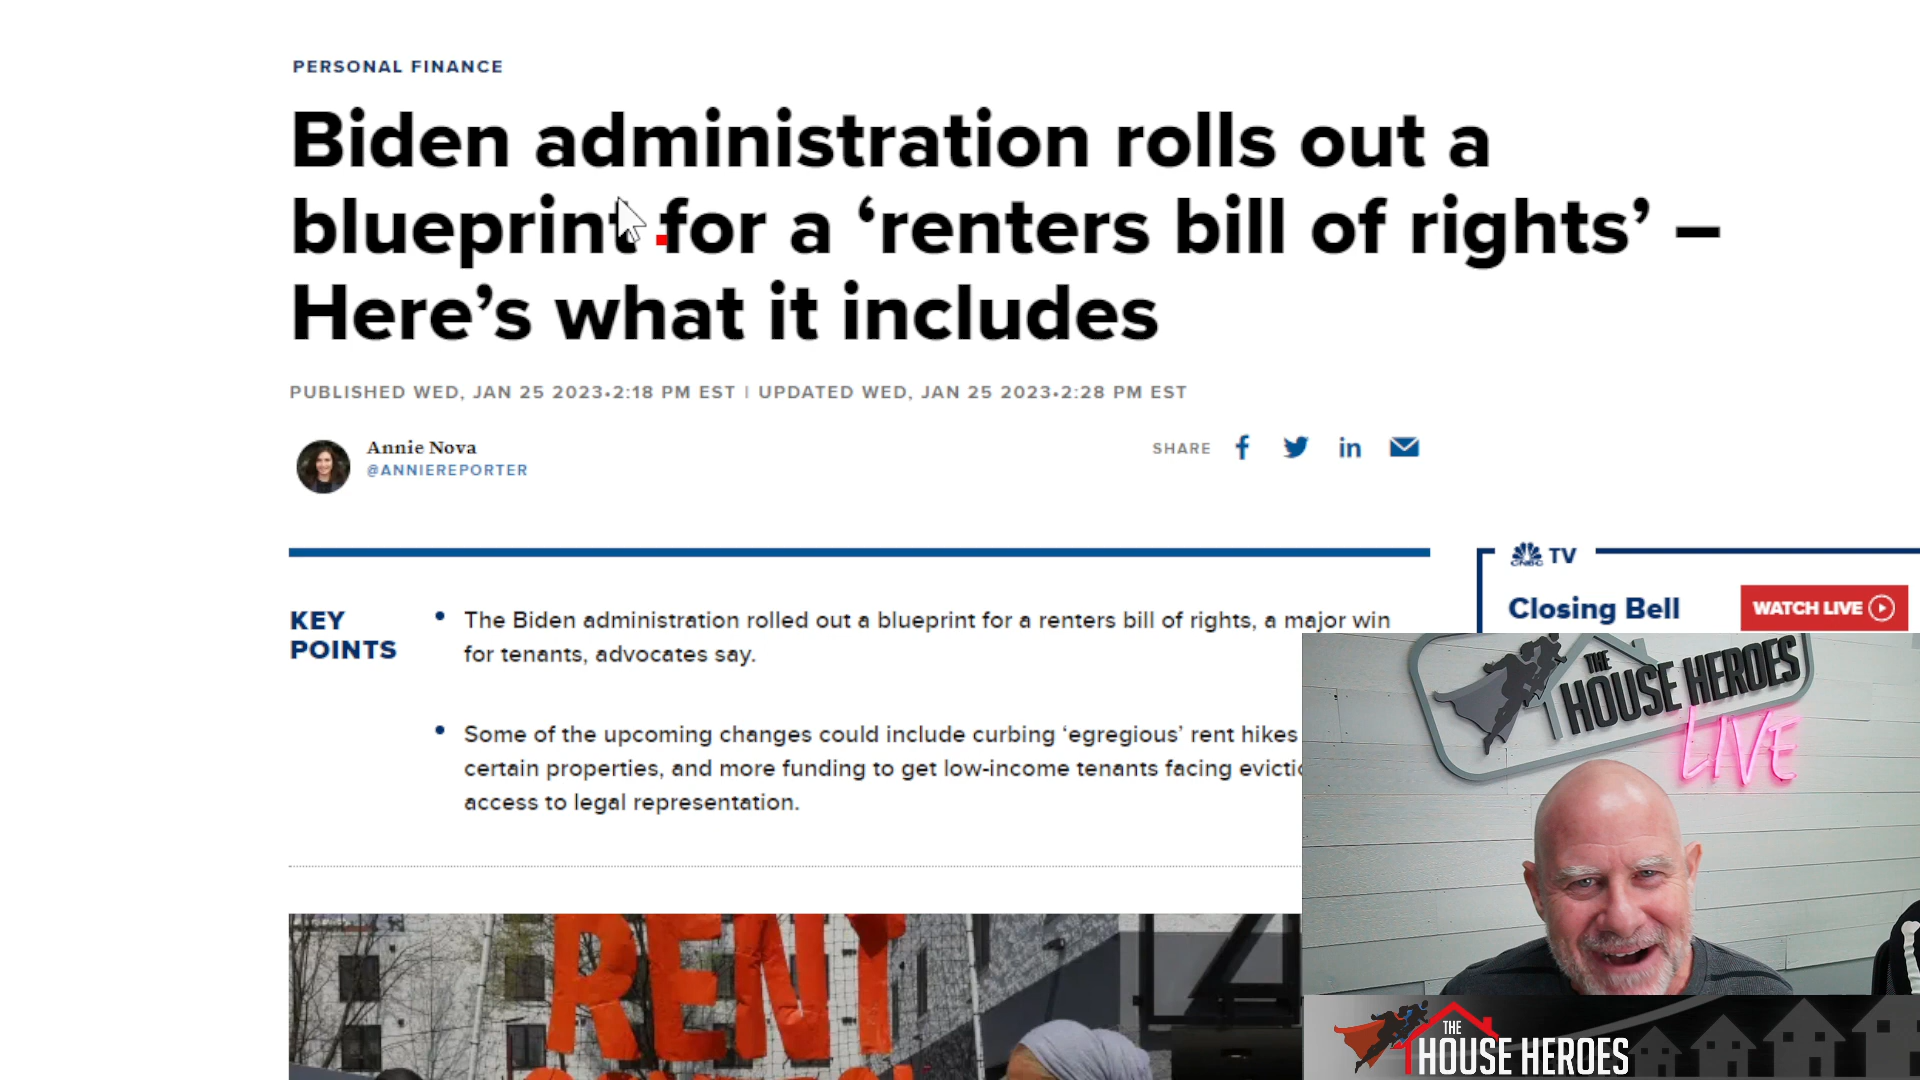 PERSONAL FINANCE
Biden administration rolls out a
blueprint for a ‘renters bill of rights’ –
Here’s what it includes
PUBLISHED WED, JAN 25 2023•2:18 PM EST | UPDATED WED, JAN 25 2023•2:28 PM EST
Annie Nova
@ANNIEREPORTER
SHARE
KEY
POINTS
The Biden administration rolled out a blueprint for a renters bill of rights, a major win
for tenants, advocates say.
Some of the upcoming changes could include curbing ‘egregious’ rent hikes
certain properties, and more funding to get low-income tenants facing
access to legal representation.
CNBC TV
Closing Bell
WATCH LIVE
THE
HOUSE HEROES
LIVE
RENT
THE
HOUSE HEROES